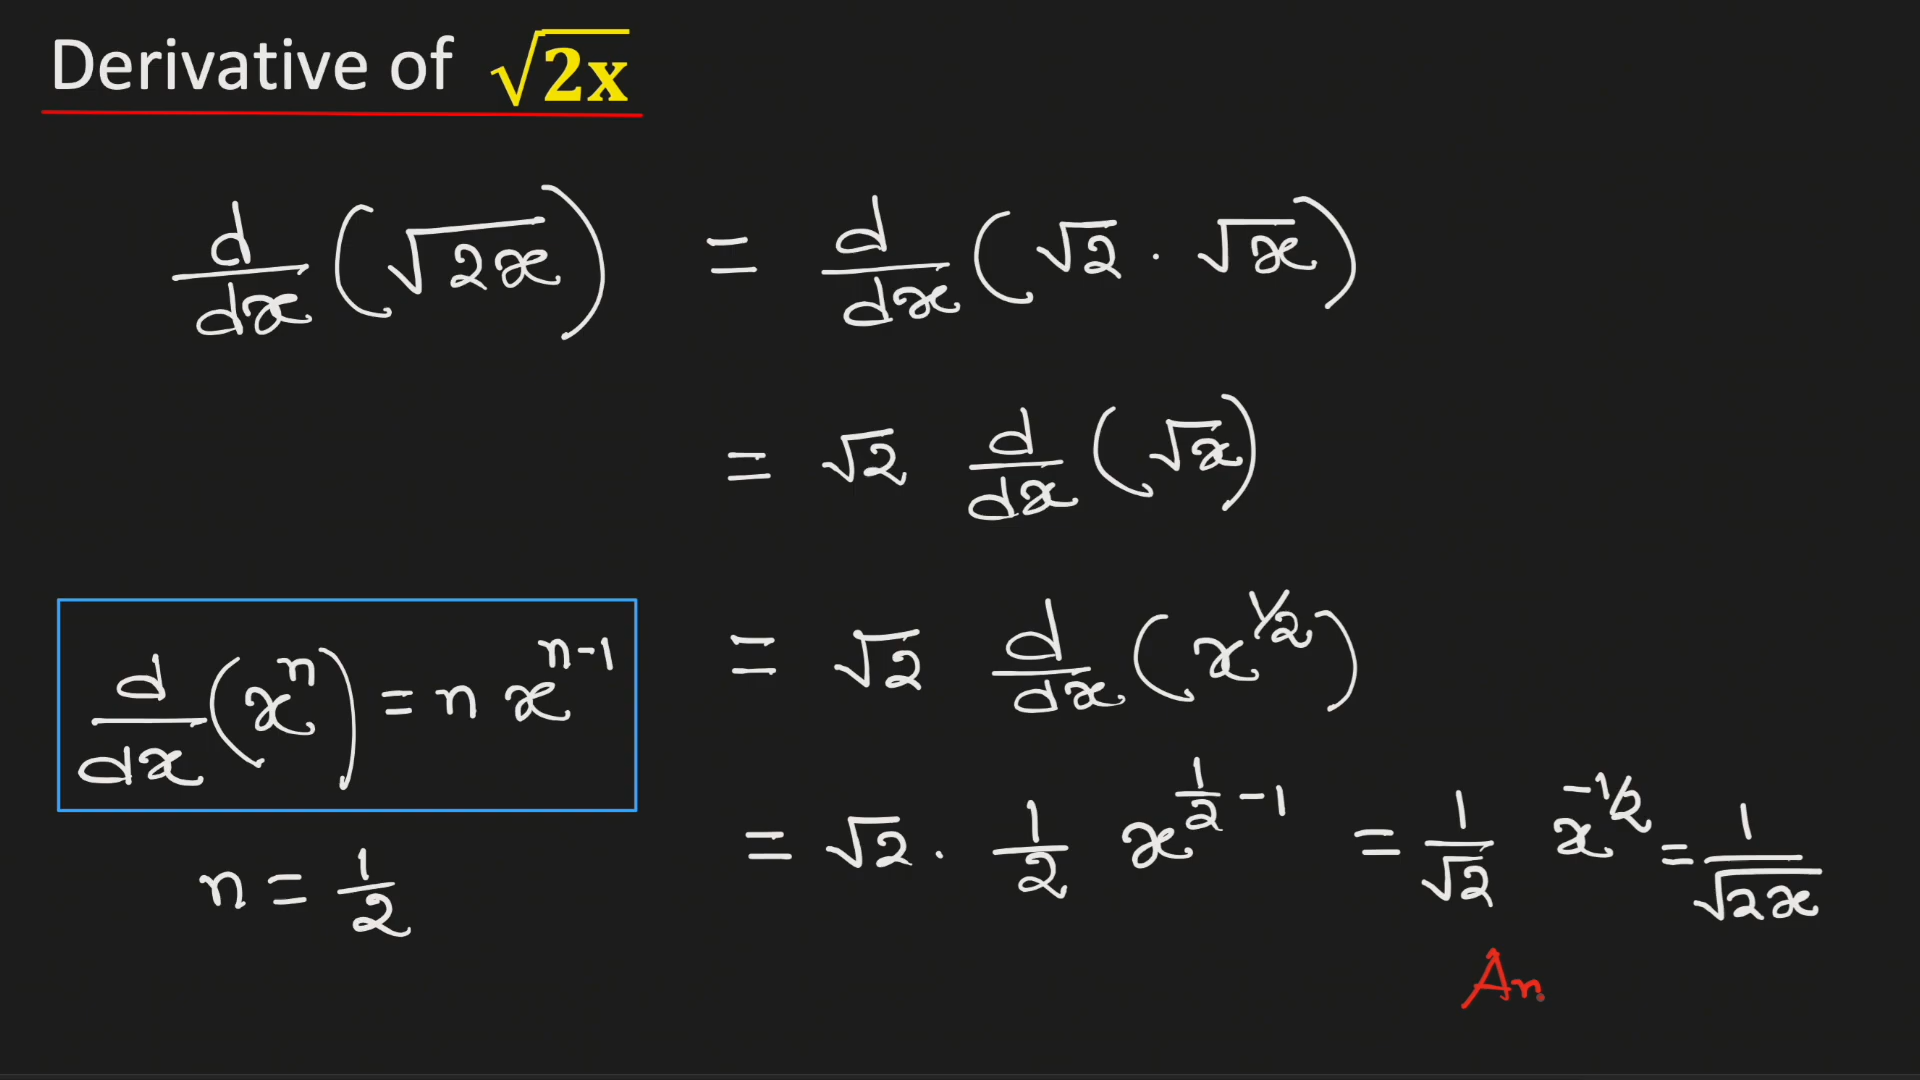 Derivative of √2x
d/dx (√2x) = d/dx (√2 · √x)
= √2 d/dx (√x)
= √2 d/dx (x^1/2)
d/dx (x^n) = n x^n-1
= √2 · 1/2 x^1/2 - 1 = 1/√2 x^-1/2 = 1/√2x
n = 1/2
An